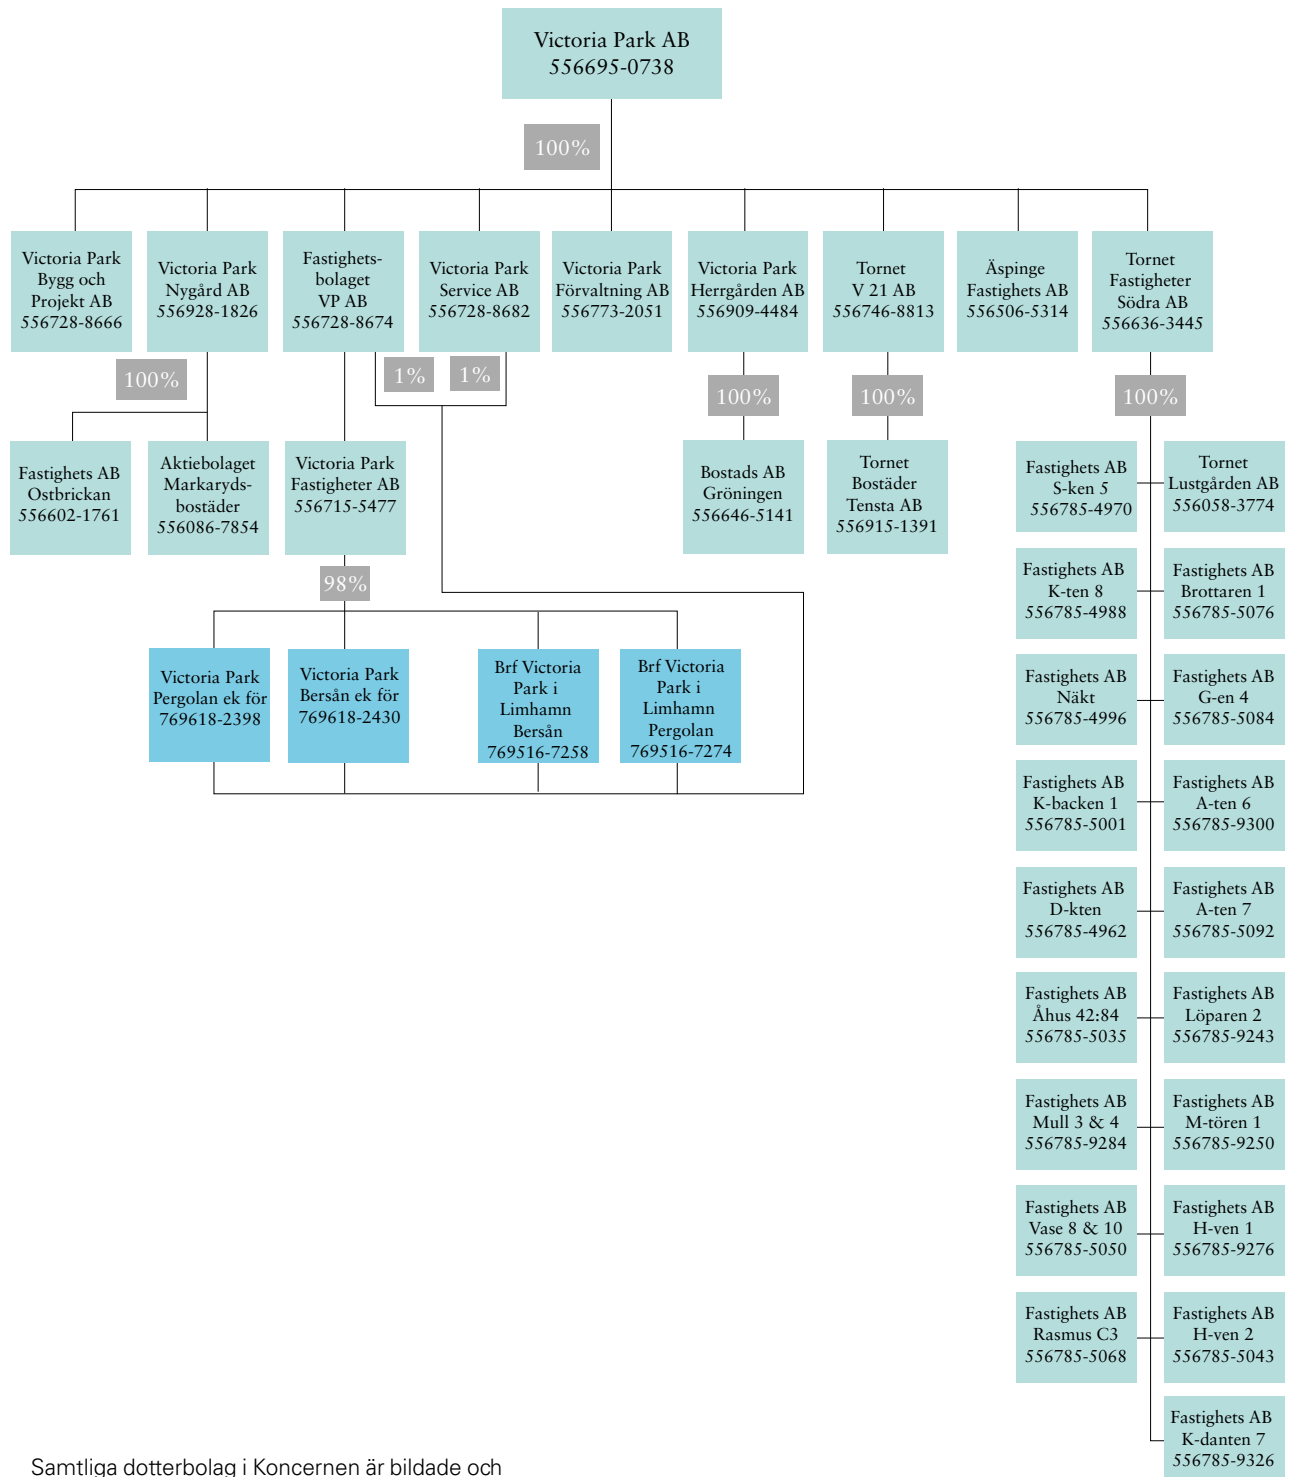 Victoria Park AB
556695-0738
100%
Victoria Park
Bygg och
Projekt AB
556728-8666
Victoria Park
Nygård AB
556928-1826
Fastighets-
bolaget
VP AB
556728-8674
Victoria Park
Service AB
556728-8682
Victoria Park
Förvaltning AB
556773-2051
Victoria Park
Herrgården AB
556909-4484
Tornet
V 21 AB
556746-8813
Äspinge
Fastighets AB
556506-5314
Tornet
Fastigheter
Södra AB
556636-3445
100%
1%
1%
100%
100%
100%
Fastighets AB
Ostbrickan
556602-1761
Aktiebolaget
Markaryds-
bostäder
556086-7854
Victoria Park
Fastigheter AB
556715-5477
Bostads AB
Gröningen
556646-5141
Tornet
Bostäder
Tensta AB
556915-1391
98%
Victoria Park
Pergolan ek för
769618-2398
Victoria Park
Bersån ek för
769618-2430
Brf Victoria
Park i
Limhamn
Bersån
769516-7258
Brf Victoria
Park i
Limhamn
Pergolan
769516-7274
Fastighets AB
S-ken 5
556785-4970
Tornet
Lustgården AB
556058-3774
Fastighets AB
K-ten 8
556785-4988
Fastighets AB
Brottaren 1
556785-5076
Fastighets AB
Näkt
556785-4996
Fastighets AB
G-en 4
556785-5084
Fastighets AB
K-backen 1
556785-5001
Fastighets AB
A-ten 6
556785-9300
Fastighets AB
D-kten
556785-4962
Fastighets AB
A-ten 7
556785-5092
Fastighets AB
Åhus 42:84
556785-5035
Fastighets AB
Löparen 2
556785-9243
Fastighets AB
Mull 3 & 4
556785-9284
Fastighets AB
M-tören 1
556785-9250
Fastighets AB
Vase 8 & 10
556785-5050
Fastighets AB
H-ven 1
556785-9276
Fastighets AB
Rasmus C3
556785-5068
Fastighets AB
H-ven 2
556785-5043
Fastighets AB
K-danten 7
556785-9326
Samtliga dotterbolag i Koncernen är bildade och